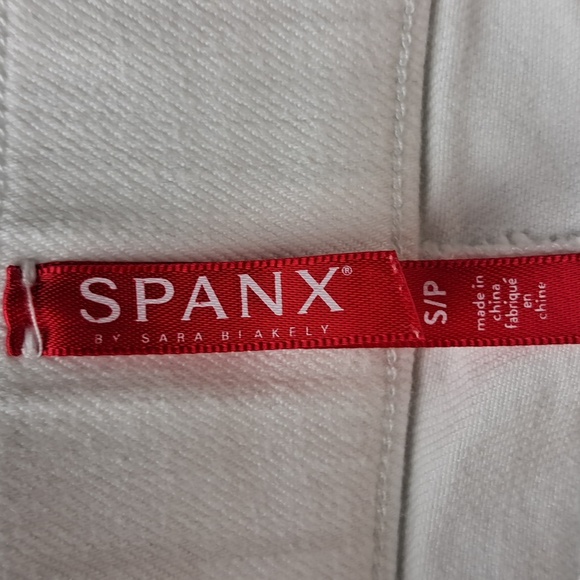 SPANX®
BY SARA BLAKELY
S/P
made in
china
fabriqué
en
chine